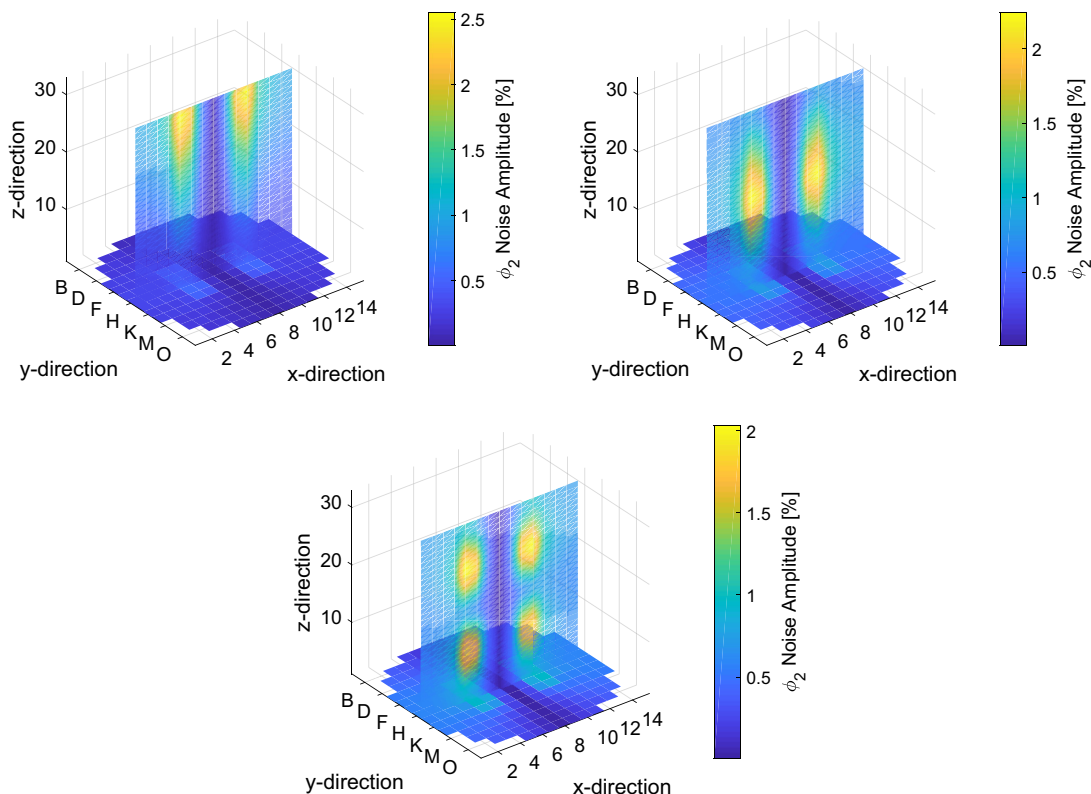 30
20
10
z-direction
B D F H K M O
y-direction
2 4 6 8 10 12 14
x-direction
2.5
2
1.5
1
0.5
ϕ₂ Noise Amplitude [%]
30
20
10
z-direction
B D F H K M O
y-direction
2 4 6 8 10 12 14
x-direction
2
1.5
1
0.5
ϕ₂ Noise Amplitude [%]
30
20
10
z-direction
B D F H K M O
y-direction
2 4 6 8 10 12 14
x-direction
2
1.5
1
0.5
ϕ₂ Noise Amplitude [%]